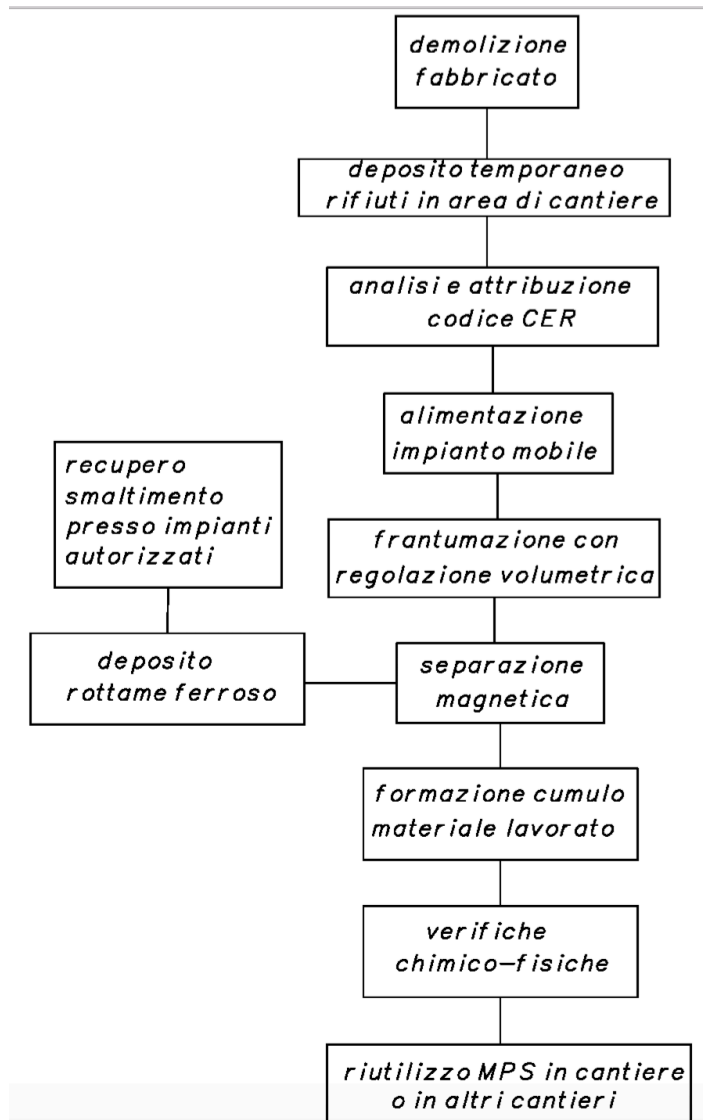 demolizione
fabbricato
deposito temporaneo
rifiuti in area di cantiere
analisi e attribuzione
codice CER
alimentazione
impianto mobile
recupero
smaltimento
presso impianti
autorizzati
frantumazione con
regolazione volumetrica
deposito
rottame ferroso
separazione
magnetica
formazione cumulo
materiale lavorato
verifiche
chimico-fisiche
riutilizzo MPS in cantiere
o in altri cantieri